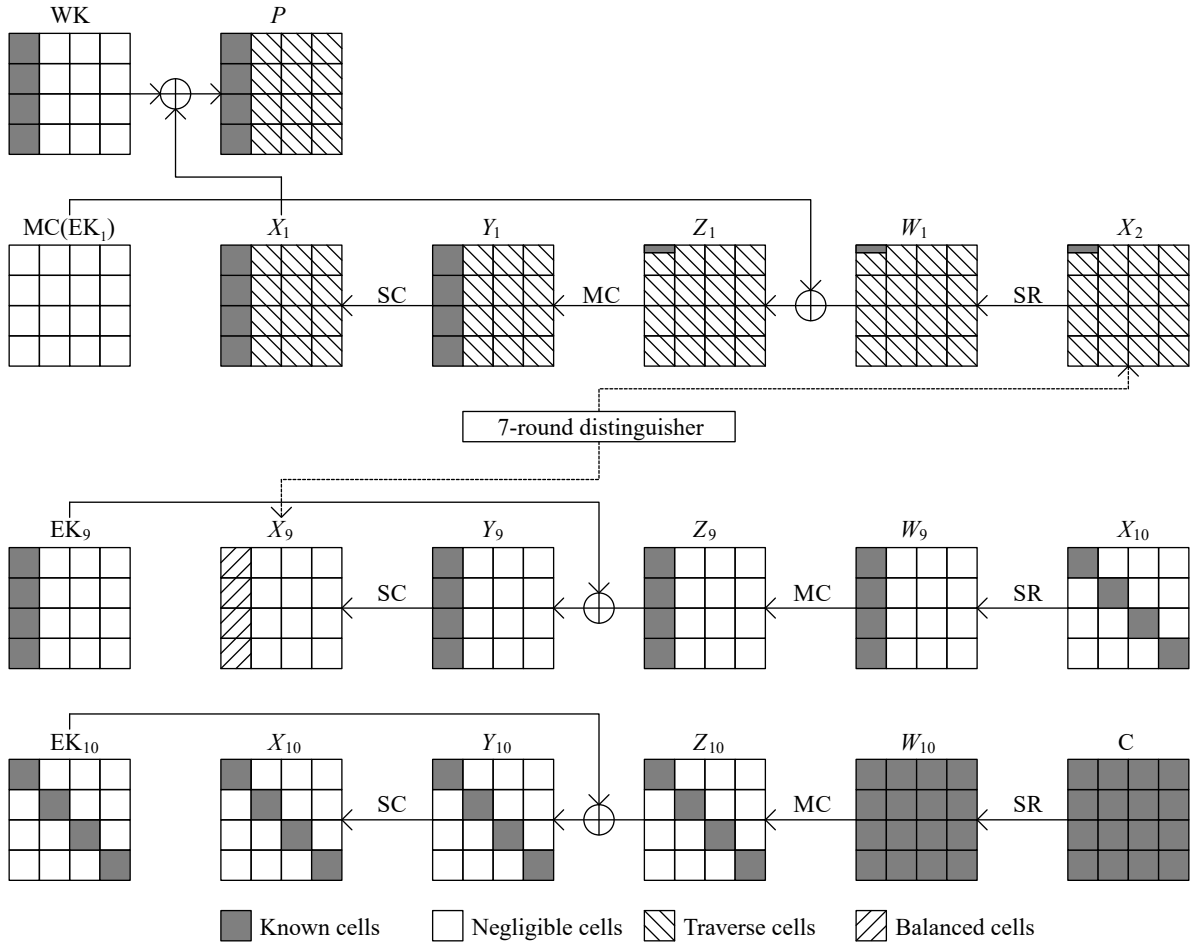 WK P
MC(EK₁) X₁ Y₁ Z₁ W₁ X₂
SC MC SR
7-round distinguisher
EK₉ X₉ Y₉ Z₉ W₉ X₁₀
SC MC SR
EK₁₀ X₁₀ Y₁₀ Z₁₀ W₁₀ C
SC MC SR
Known cells Negligible cells Traverse cells Balanced cells